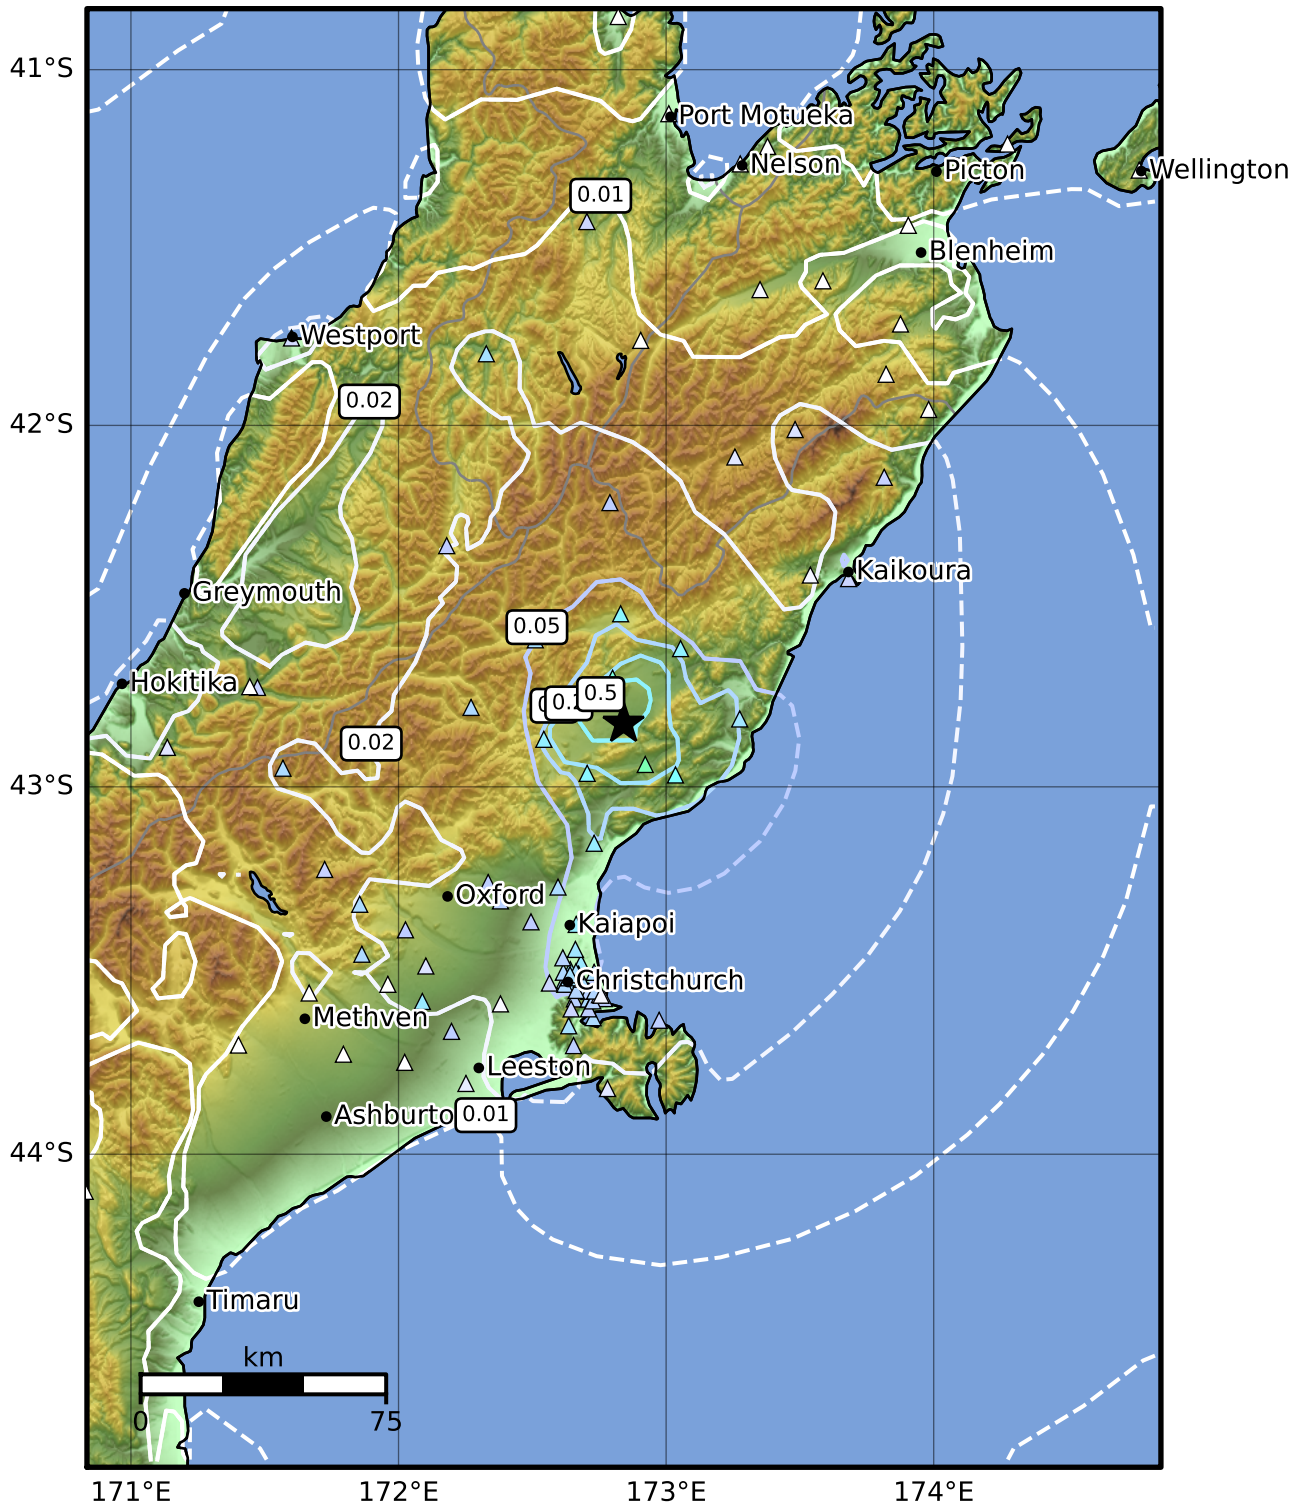 41°S
Port Motueka
Nelson
Picton
Wellington
0.01
Blenheim
Westport
0.02
42°S
Kaikoura
Greymouth
0.05
Hokitika
0.5
0.02
43°S
Oxford
Kaiapoi
Christchurch
Methven
Leeston
Ashburto
0.01
44°S
Timaru
km
0
75
171°E
172°E
173°E
174°E